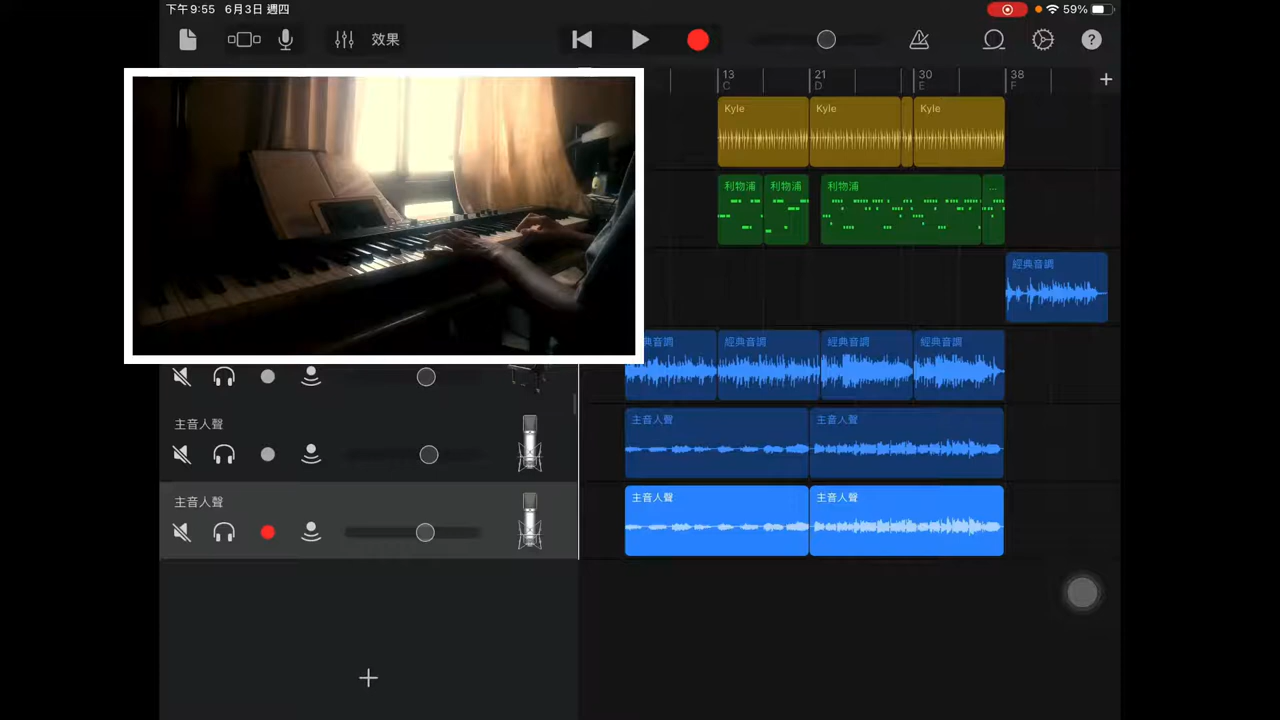 下午9:55 6月3日 週四
59%
效果
?
13 21 30 38
C D E F
Kyle Kyle Kyle
利物浦 利物浦 利物浦 ...
經典音調
經典音調 經典音調 經典音調
主音人聲
主音人聲 主音人聲
主音人聲
主音人聲 主音人聲